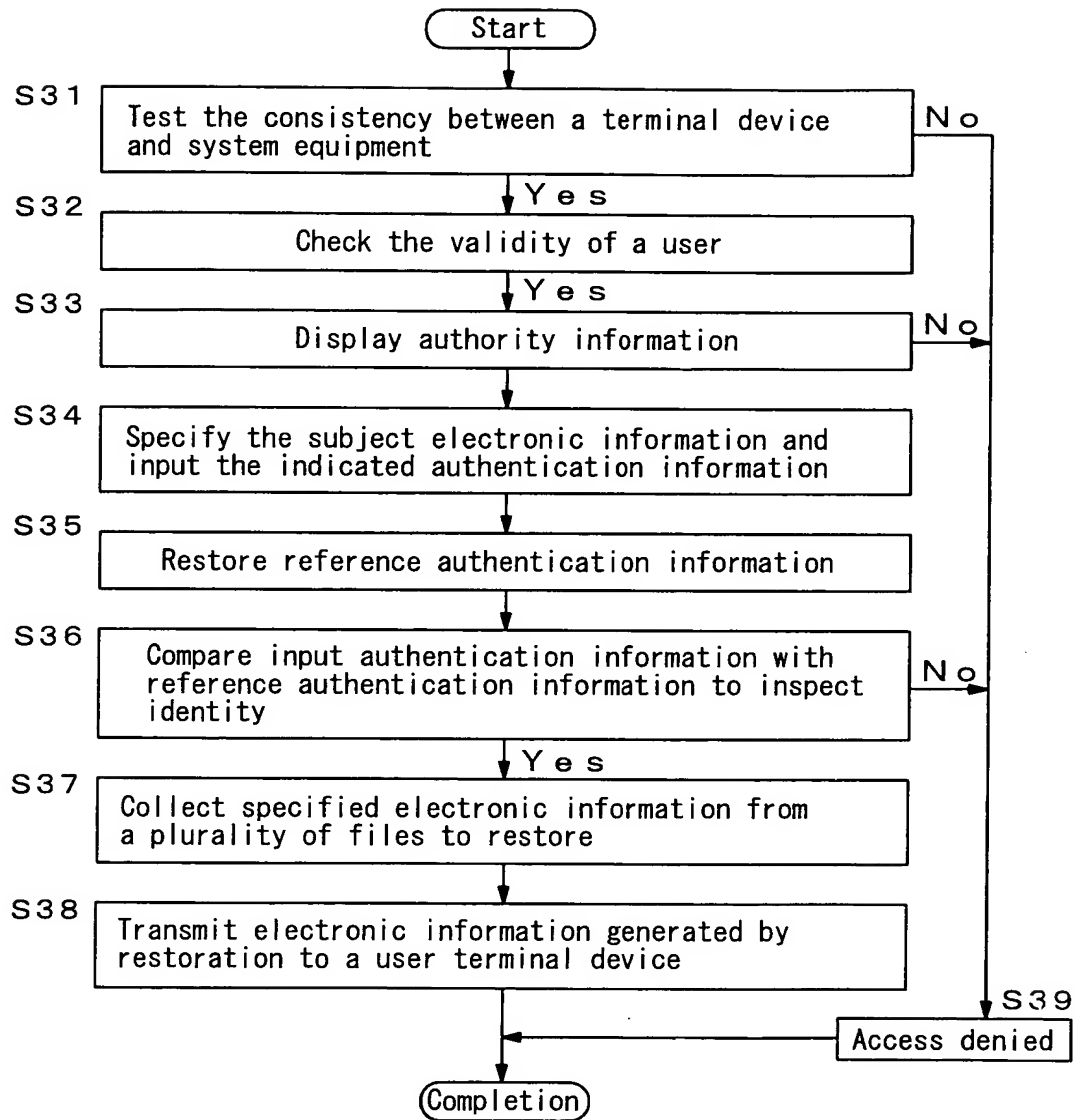 Start
S31
Test the consistency between a terminal device
and system equipment
No
Yes
S32
Check the validity of a user
Yes
S33
Display authority information
No
S34
Specify the subject electronic information and
input the indicated authentication information
S35
Restore reference authentication information
S36
Compare input authentication information with
reference authentication information to inspect
identity
No
Yes
S37
Collect specified electronic information from
a plurality of files to restore
S38
Transmit electronic information generated by
restoration to a user terminal device
S39
Access denied
Completion